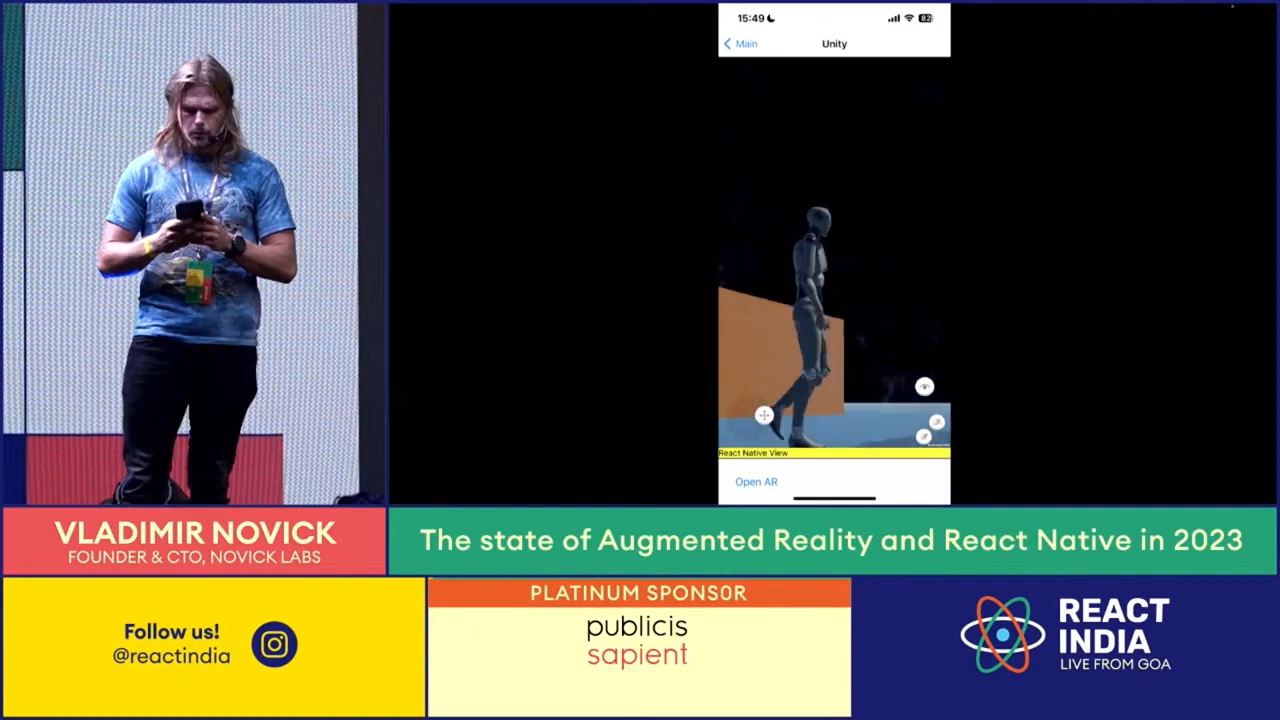 15:49
82
Main
Unity
React Native View
Open AR
VLADIMIR NOVICK
FOUNDER & CTO, NOVICK LABS
The state of Augmented Reality and React Native in 2023
Follow us!
@reactindia
PLATINUM SPONSOR
publicis
sapient
REACT
INDIA
LIVE FROM GOA